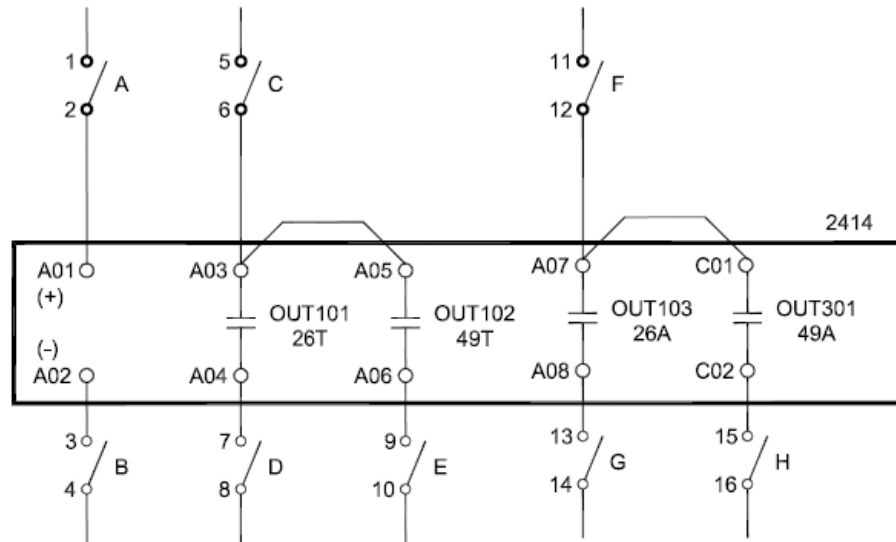 1
A
2
5
C
6
11
F
12
2414
A01
(+)
A03
A05
A07
C01
OUT101
26T
OUT102
49T
OUT103
26A
OUT301
49A
(-)
A02
A04
A06
A08
C02
3
B
4
7
D
8
9
E
10
13
G
14
15
H
16